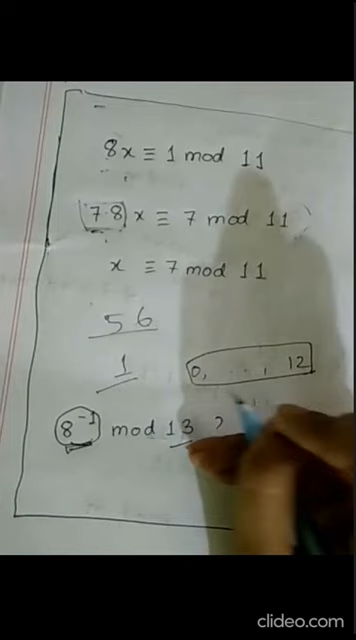 8x ≡ 1 mod 11
7·8 x ≡ 7 mod 11
x ≡ 7 mod 11
56
1
0, ..., 12
8⁻¹ mod 13 ,
clideo.com